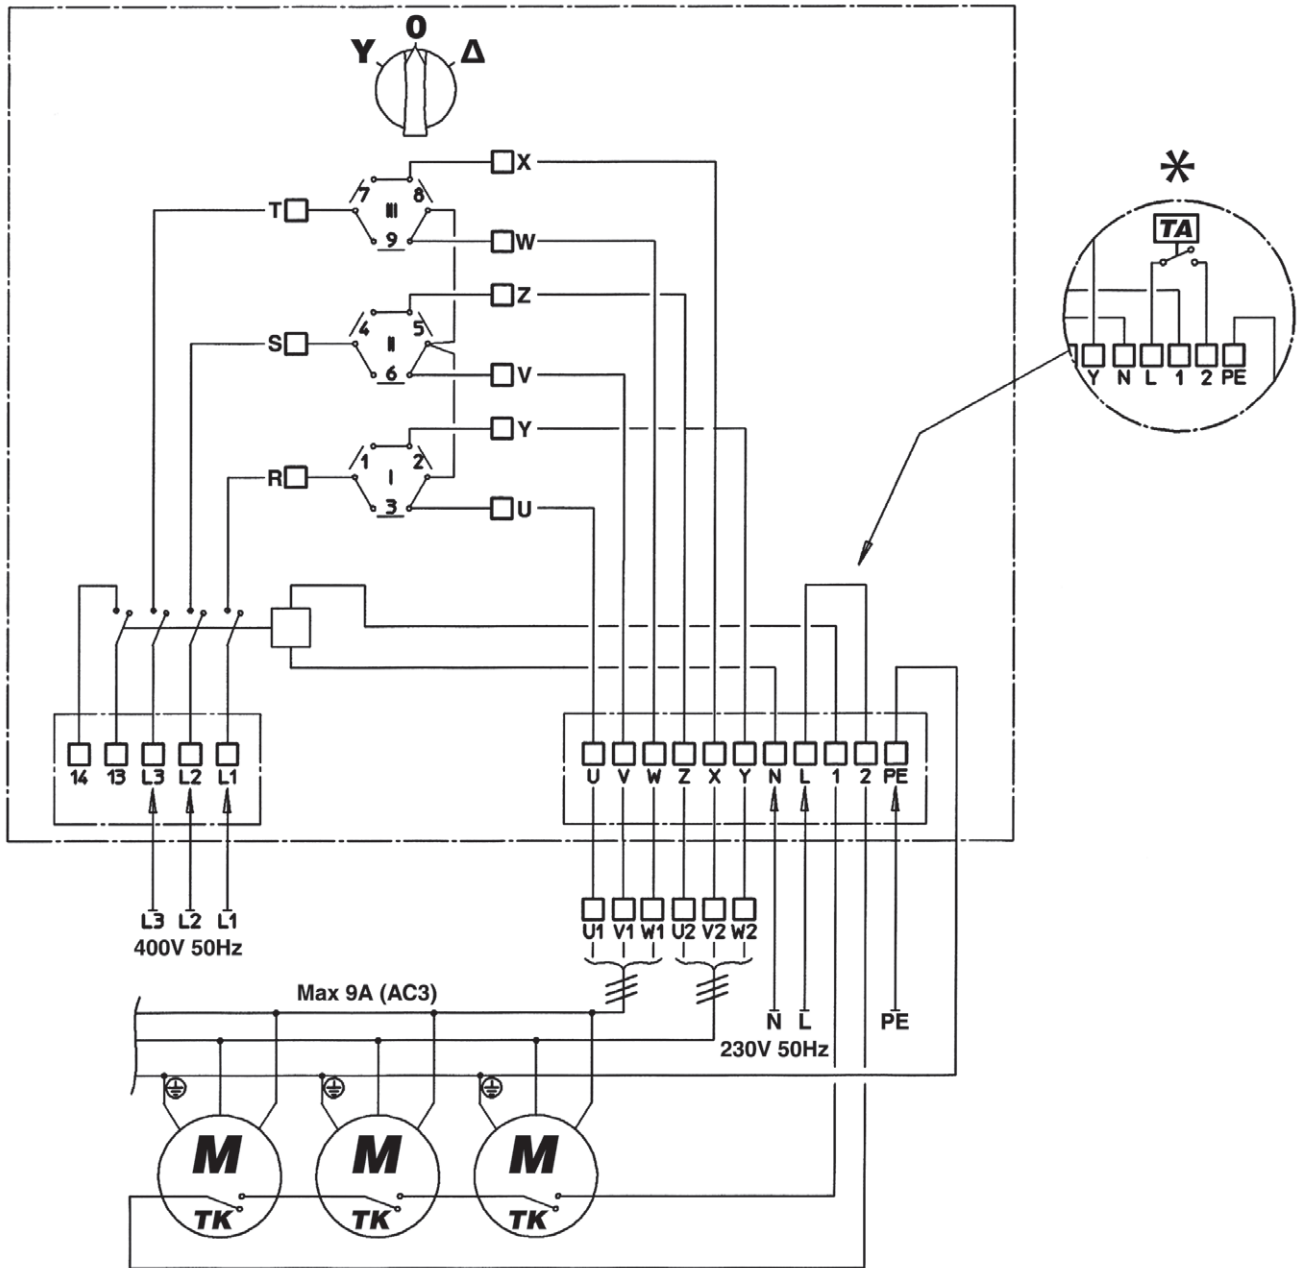 0
Y Δ
X
7 8
T III
9 W
Z
4 5
S II
6 V
Y
1 2
R I
3 U
*
TA
Y N L 1 2 PE
14 13 L3 L2 L1
U V W Z X Y N L 1 2 PE
L3 L2 L1
400V 50Hz
U1 V1 W1 U2 V2 W2
Max 9A (AC3)
N L PE
230V 50Hz
M M M
TK TK TK